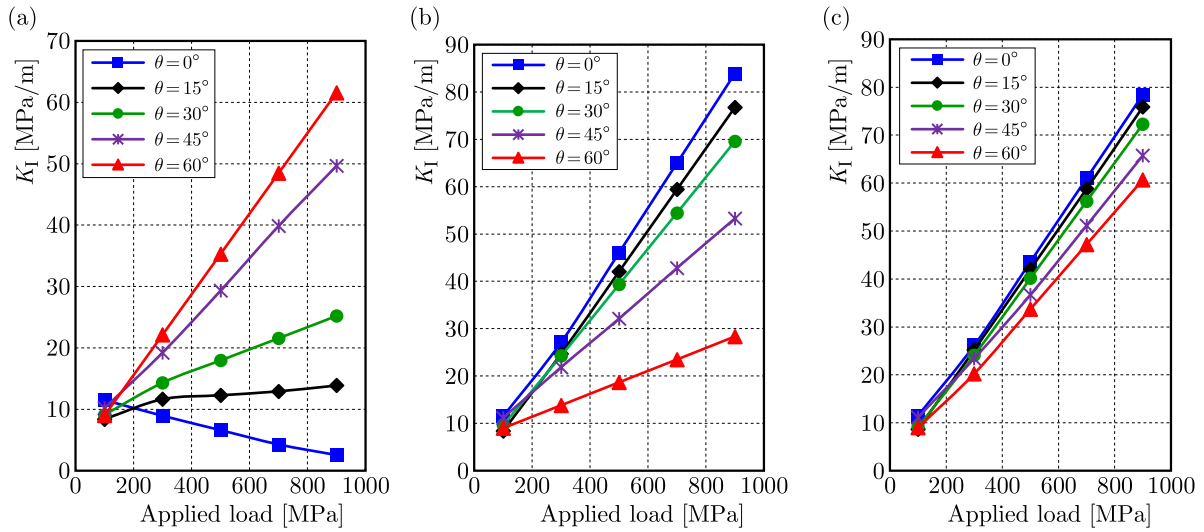 (a)
K_I [MPa/m]
70
60
50
40
30
20
10
0
θ = 0°
θ = 15°
θ = 30°
θ = 45°
θ = 60°
0 200 400 600 800 1000
Applied load [MPa]
(b)
K_I [MPa/m]
90
80
70
60
50
40
30
20
10
0
θ = 0°
θ = 15°
θ = 30°
θ = 45°
θ = 60°
0 200 400 600 800 1000
Applied load [MPa]
(c)
K_I [MPa/m]
90
80
70
60
50
40
30
20
10
0
θ = 0°
θ = 15°
θ = 30°
θ = 45°
θ = 60°
0 200 400 600 800 1000
Applied load [MPa]